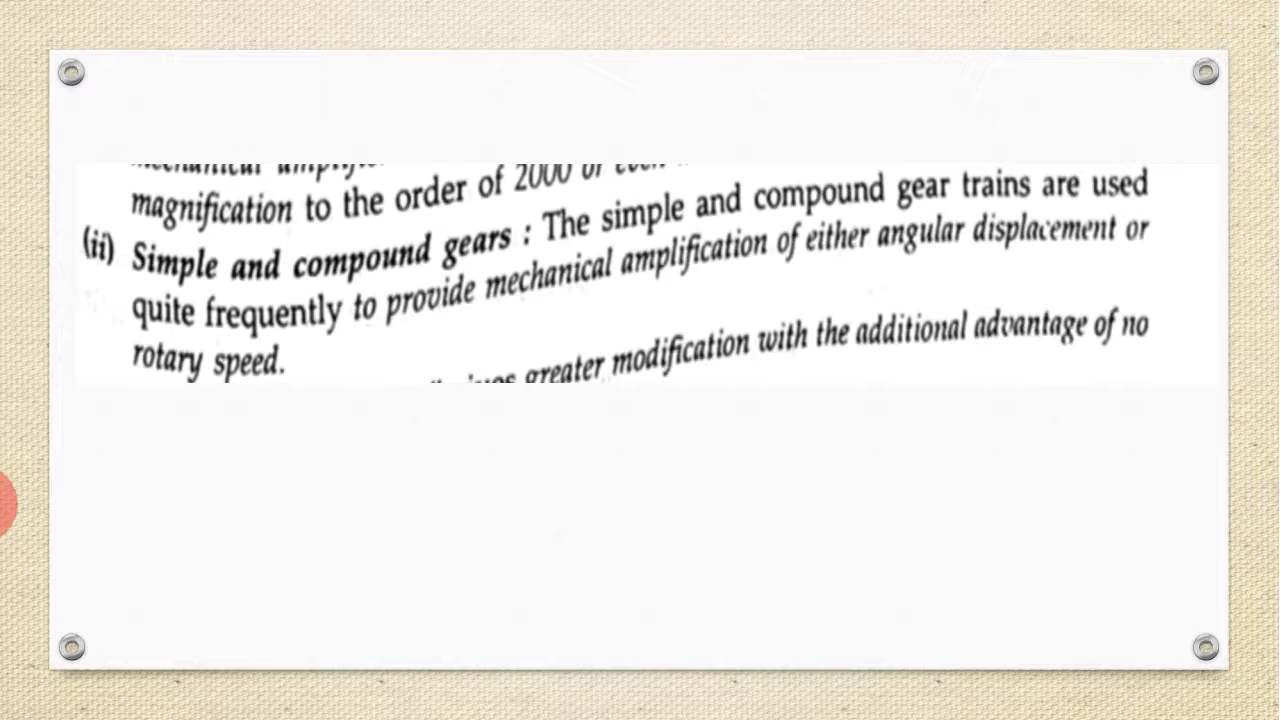 magnification to the order of 2000 or
(ii) Simple and compound gears : The simple and compound gear trains are used
quite frequently to provide mechanical amplification of either angular displacement or
rotary speed.
greater modification with the additional advantage of no